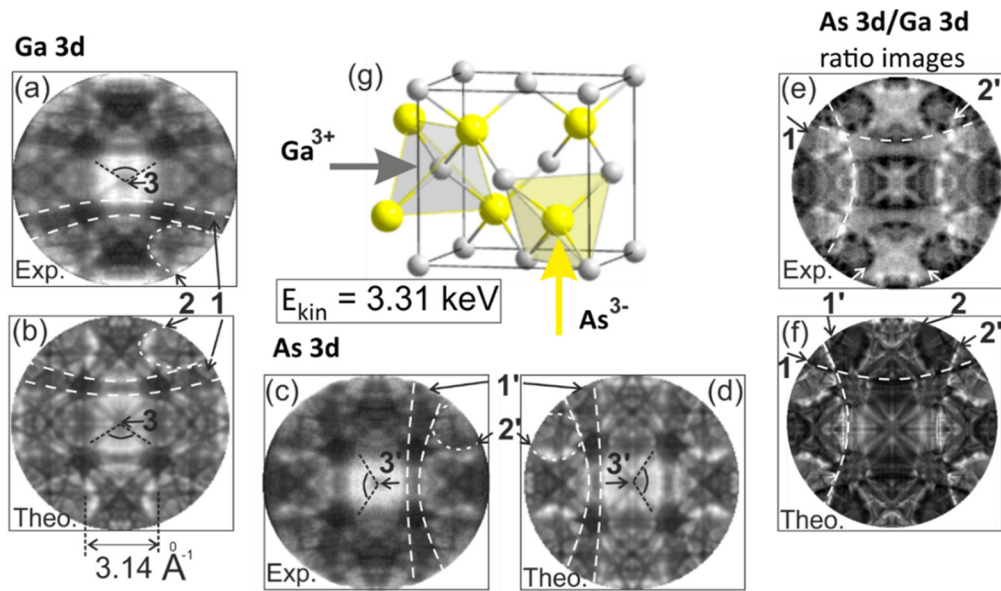 Ga 3d
(a)
3
Exp.
2
1
(b)
3
Theo.
3.14 Å⁻¹
(g)
Ga³⁺
E_kin = 3.31 keV
As³⁻
As 3d
(c)
1'
3'
2'
Exp.
(d)
3'
Theo.
As 3d/Ga 3d
ratio images
(e)
2'
1
Exp.
1'
2
(f)
2'
1
Theo.